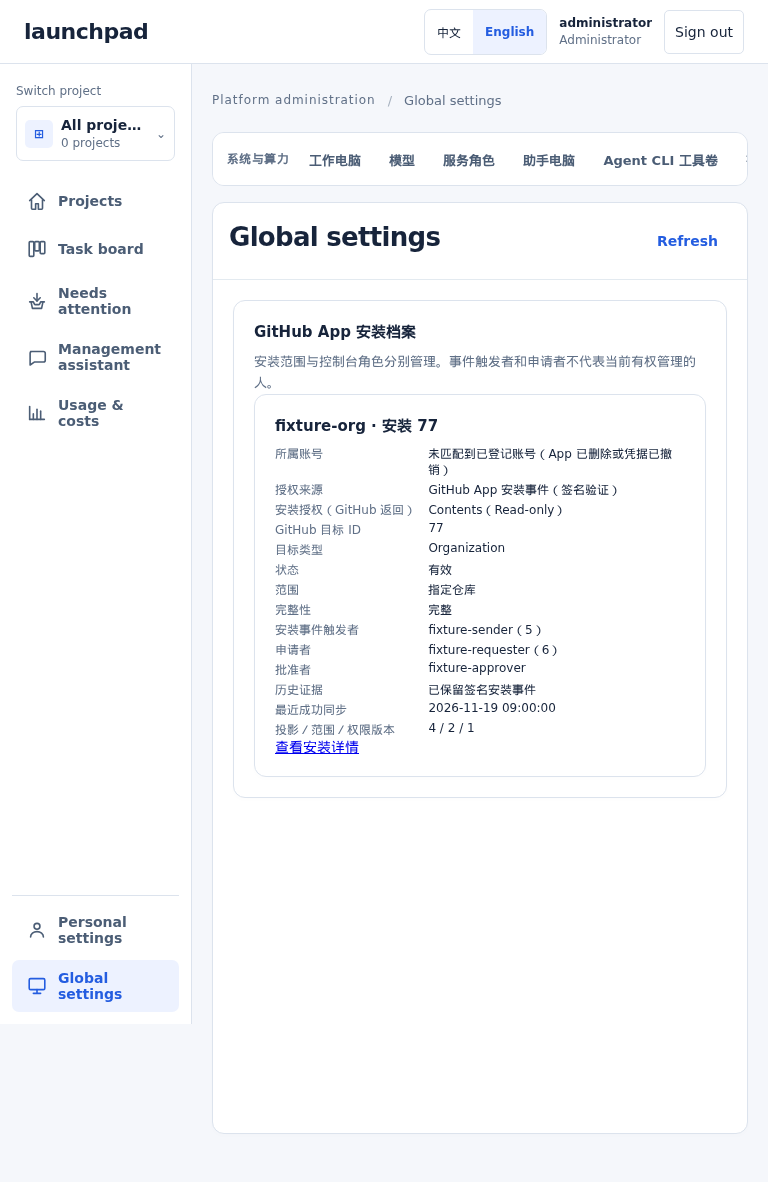 launchpad
中文
English
administrator
Administrator
Sign out
Switch project
All proje…
0 projects
Projects
Task board
Needs
attention
Management
assistant
Usage &
costs
Personal
settings
Global
settings
Platform administration / Global settings
系统与算力 工作电脑 模型 服务角色 助手电脑 Agent CLI 工具卷
Global settings
Refresh
GitHub App 安装档案
安装范围与控制台角色分别管理。事件触发者和申请者不代表当前有权管理的
人。
fixture-org · 安装 77
所属账号 未匹配到已登记账号（App 已删除或凭据已撤
销）
授权来源 GitHub App 安装事件（签名验证）
安装授权（GitHub 返回） Contents（Read-only）
GitHub 目标 ID 77
目标类型 Organization
状态 有效
范围 指定仓库
完整性 完整
安装事件触发者 fixture-sender（5）
申请者 fixture-requester（6）
批准者 fixture-approver
历史证据 已保留签名安装事件
最近成功同步 2026-11-19 09:00:00
投影 / 范围 / 权限版本 4 / 2 / 1
查看安装详情